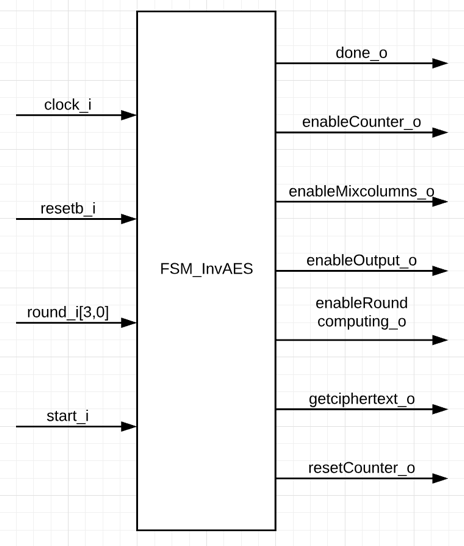 clock_i
resetb_i
round_i[3,0]
start_i
FSM_InvAES
done_o
enableCounter_o
enableMixcolumns_o
enableOutput_o
enableRound
computing_o
getciphertext_o
resetCounter_o